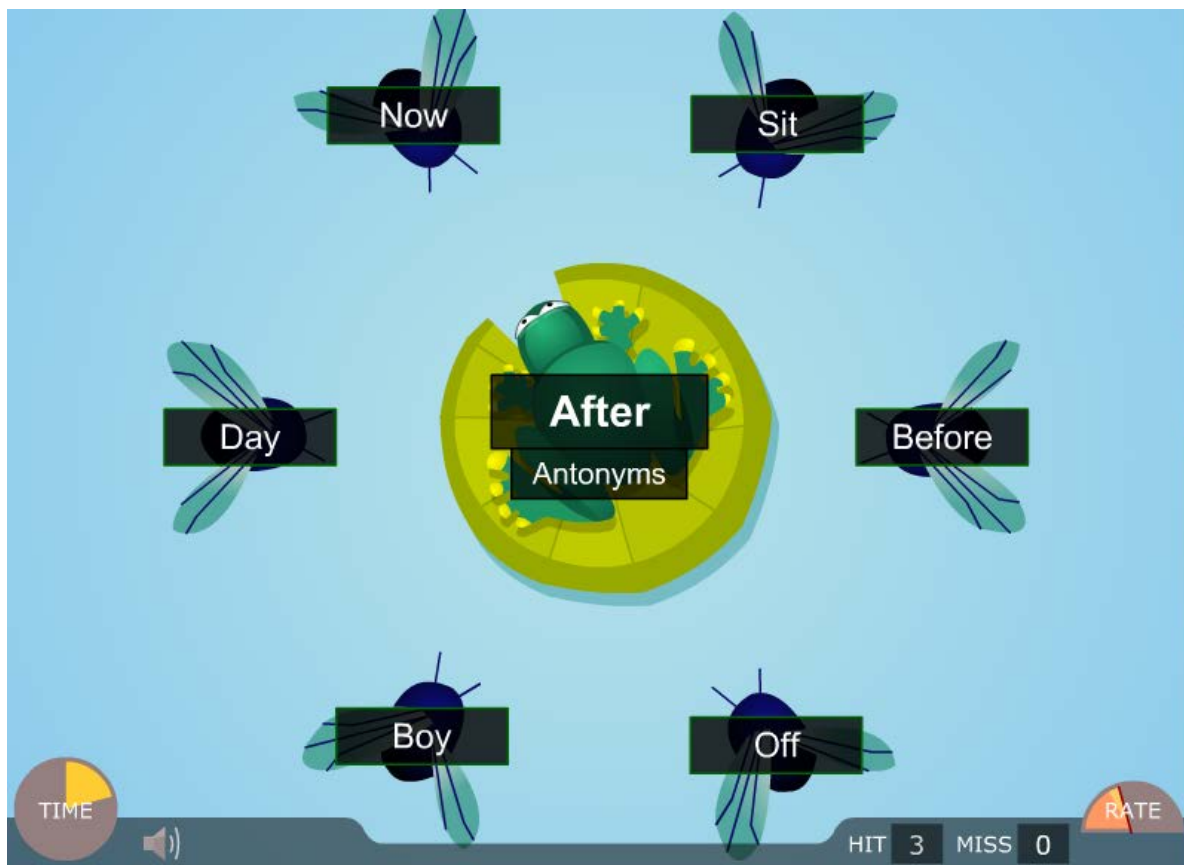 Now
Sit
After
Antonyms
Day
Before
Boy
Off
TIME
RATE
HIT 3 MISS 0